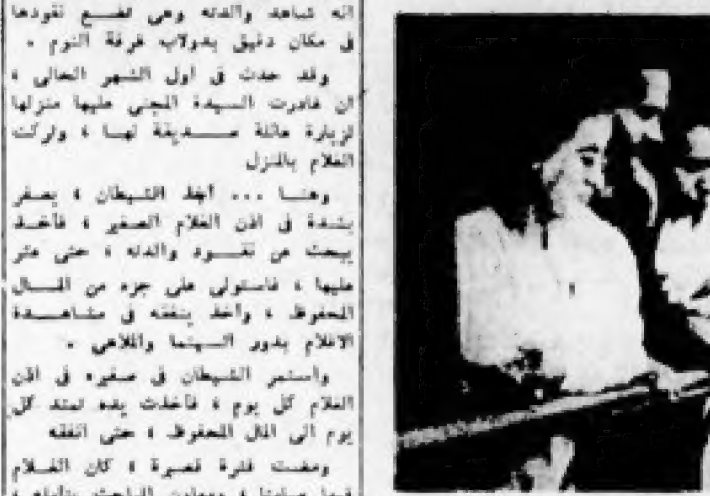 انه شاهد والدته وهى تضع نقودها
فى مكان دقيق بدولاب غرفة النوم .
وقد حدث فى اول الشهر الحالى ،
ان غادرت السيدة المجنى عليها منزلها
لزيارة عائلة صديقة لها ، وتركت
الغلام بالمنزل
وهنا ... أخذ الشيطان ، يصفر
بشدة فى اذن الغلام الصغير ، فأخذ
يبحث عن نقود والدته ، حتى عثر
عليها ، فاستولى على جزء من المال
المحفوظ ، وأخذ ينفقه فى مشاهدة
الافلام بدور السينما والملاهى .
واستمر الشيطان فى صفيره فى اذن
الغلام كل يوم ، فأخذت يده تمتد كل
يوم الى المال المحفوظ ، حتى انفقه
ومضت فترة قصيرة ، كان الغلام